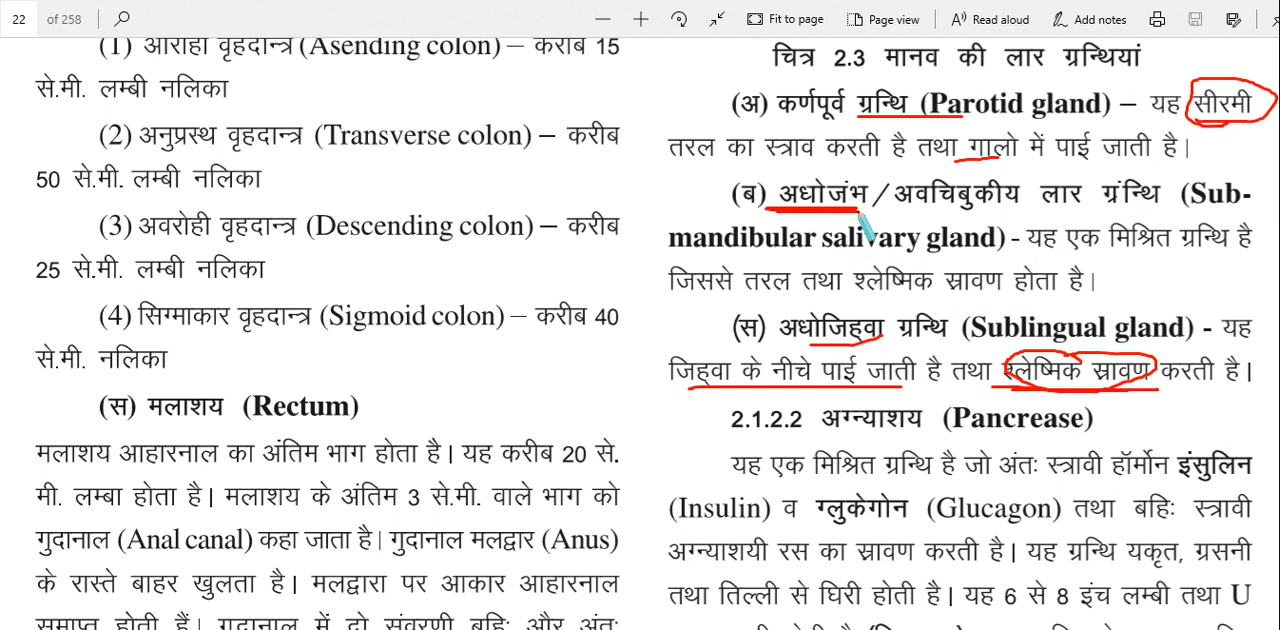 22 of 258 Fit to page Page view Read aloud Add notes
(1) आरोही वृहदान्त्र (Asending colon) – करीब 15
से.मी. लम्बी नलिका
(2) अनुप्रस्थ वृहदान्त्र (Transverse colon) – करीब
50 से.मी. लम्बी नलिका
(3) अवरोही वृहदान्त्र (Descending colon) – करीब
25 से.मी. लम्बी नलिका
(4) सिग्माकार वृहदान्त्र (Sigmoid colon) – करीब 40
से.मी. नलिका
(स) मलाशय (Rectum)
मलाशय आहारनाल का अंतिम भाग होता है। यह करीब 20 से.
मी. लम्बा होता है। मलाशय के अंतिम 3 से.मी. वाले भाग को
गुदानाल (Anal canal) कहा जाता है। गुदानाल मलद्वार (Anus)
के रास्ते बाहर खुलता है। मलद्वारा पर आकार आहारनाल
समाप्त होती हैं। गुदानाल में दो संवरणी बहिः और अंतः
चित्र 2.3 मानव की लार ग्रन्थियां
(अ) कर्णपूर्व ग्रन्थि (Parotid gland) – यह सीरमी
तरल का स्त्राव करती है तथा गालो में पाई जाती है।
(ब) अधोजंभ/अवचिबुकीय लार ग्रंन्थि (Sub-
mandibular salivary gland) - यह एक मिश्रित ग्रन्थि है
जिससे तरल तथा श्लेष्मिक स्रावण होता है।
(स) अधोजिह्वा ग्रन्थि (Sublingual gland) - यह
जिह्वा के नीचे पाई जाती है तथा श्लेष्मिक स्रावण करती है।
2.1.2.2 अग्न्याशय (Pancrease)
यह एक मिश्रित ग्रन्थि है जो अंतः स्त्रावी हॉर्मोन इंसुलिन
(Insulin) व ग्लुकेगोन (Glucagon) तथा बहिः स्त्रावी
अग्न्याशयी रस का स्रावण करती है। यह ग्रन्थि यकृत, ग्रसनी
तथा तिल्ली से घिरी होती है। यह 6 से 8 इंच लम्बी तथा U